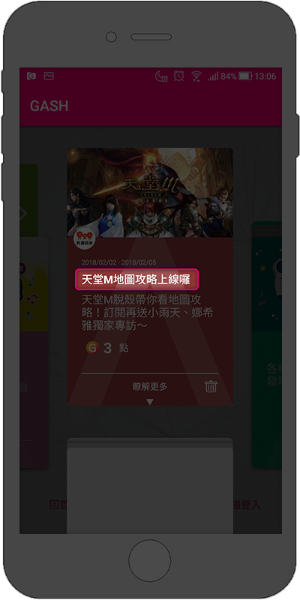 84% 13:06
GASH
天堂M
2018/02/02 - 2018/02/05
天堂M地圖攻略上線囉
天堂M脫殼帶你看地圖攻
略！訂閱再送小雨天、娜希
雅獨家專訪～
G 3 點
瞭解更多
登入